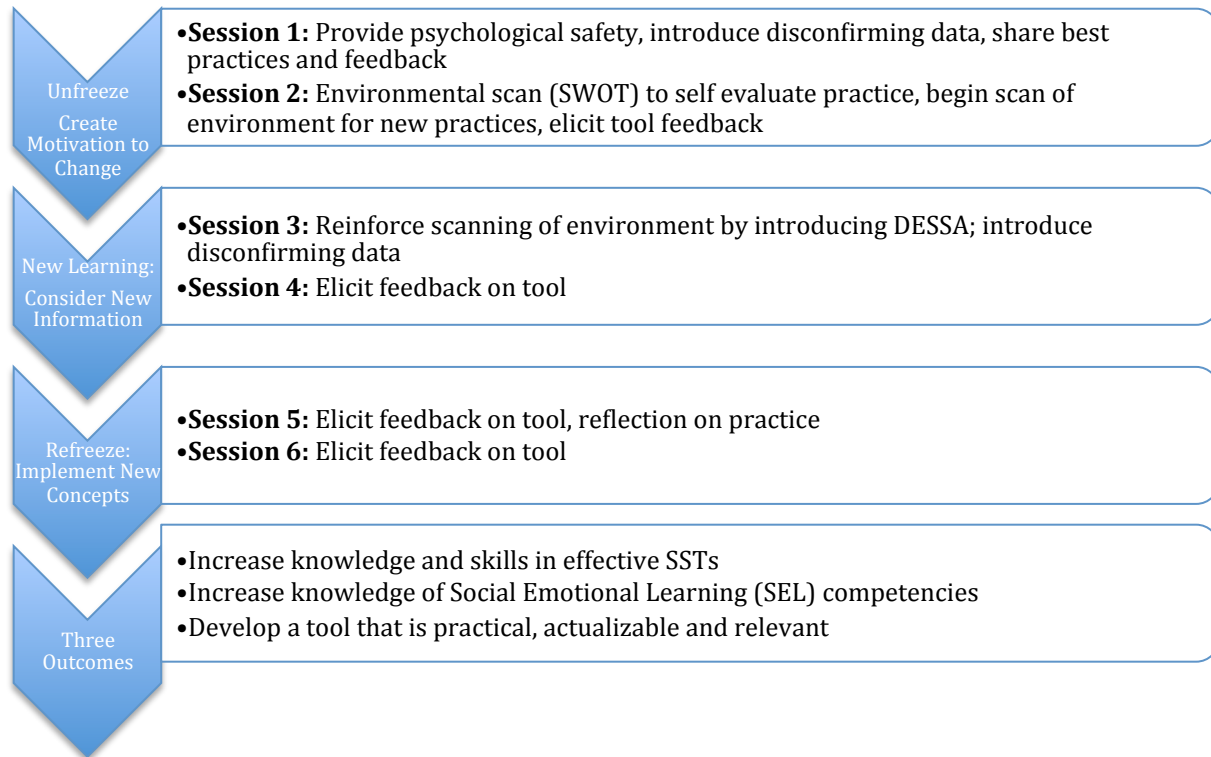 Unfreeze
Create
Motivation to
Change
•Session 1: Provide psychological safety, introduce disconfirming data, share best
practices and feedback
•Session 2: Environmental scan (SWOT) to self evaluate practice, begin scan of
environment for new practices, elicit tool feedback
New Learning:
Consider New
Information
•Session 3: Reinforce scanning of environment by introducing DESSA; introduce
disconfirming data
•Session 4: Elicit feedback on tool
Refreeze:
Implement New
Concepts
•Session 5: Elicit feedback on tool, reflection on practice
•Session 6: Elicit feedback on tool
Three
Outcomes
•Increase knowledge and skills in effective SSTs
•Increase knowledge of Social Emotional Learning (SEL) competencies
•Develop a tool that is practical, actualizable and relevant